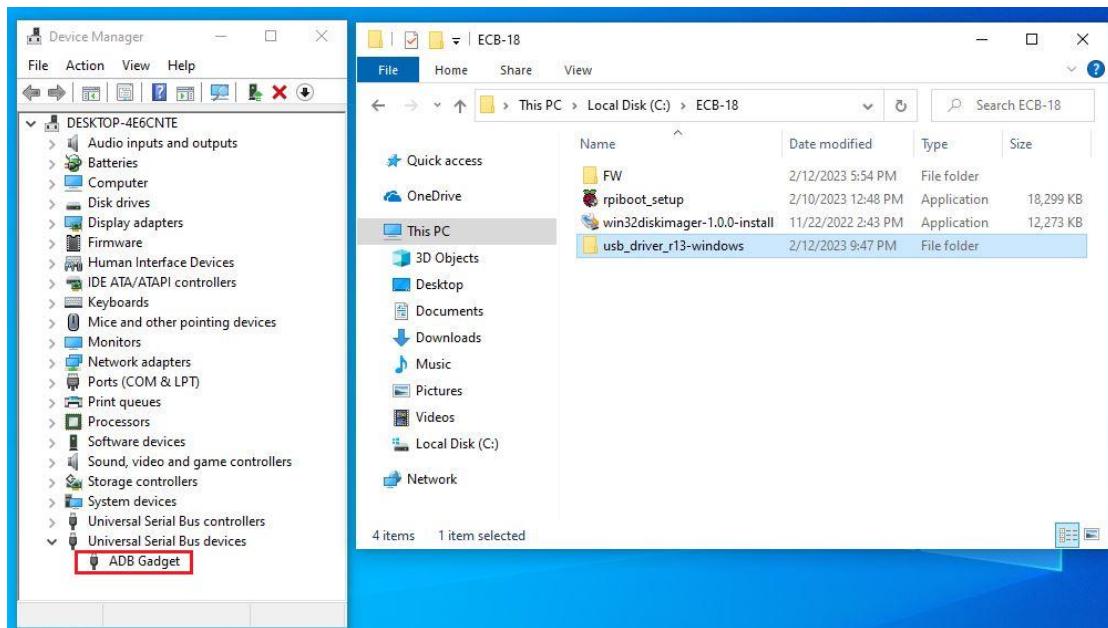 Device Manager
File Action View Help
DESKTOP-4E6CNTE
Audio inputs and outputs
Batteries
Computer
Disk drives
Display adapters
Firmware
Human Interface Devices
IDE ATA/ATAPI controllers
Keyboards
Mice and other pointing devices
Monitors
Network adapters
Ports (COM & LPT)
Print queues
Processors
Software devices
Sound, video and game controllers
Storage controllers
System devices
Universal Serial Bus controllers
Universal Serial Bus devices
ADB Gadget
ECB-18
File Home Share View
This PC > Local Disk (C:) > ECB-18
Search ECB-18
Quick access
OneDrive
This PC
3D Objects
Desktop
Documents
Downloads
Music
Pictures
Videos
Local Disk (C:)
Network
Name Date modified Type Size
FW 2/12/2023 5:54 PM File folder
rpiboot_setup 2/10/2023 12:48 PM Application 18,299 KB
win32diskimager-1.0.0-install 11/22/2022 2:43 PM Application 12,273 KB
usb_driver_r13-windows 2/12/2023 9:47 PM File folder
4 items 1 item selected